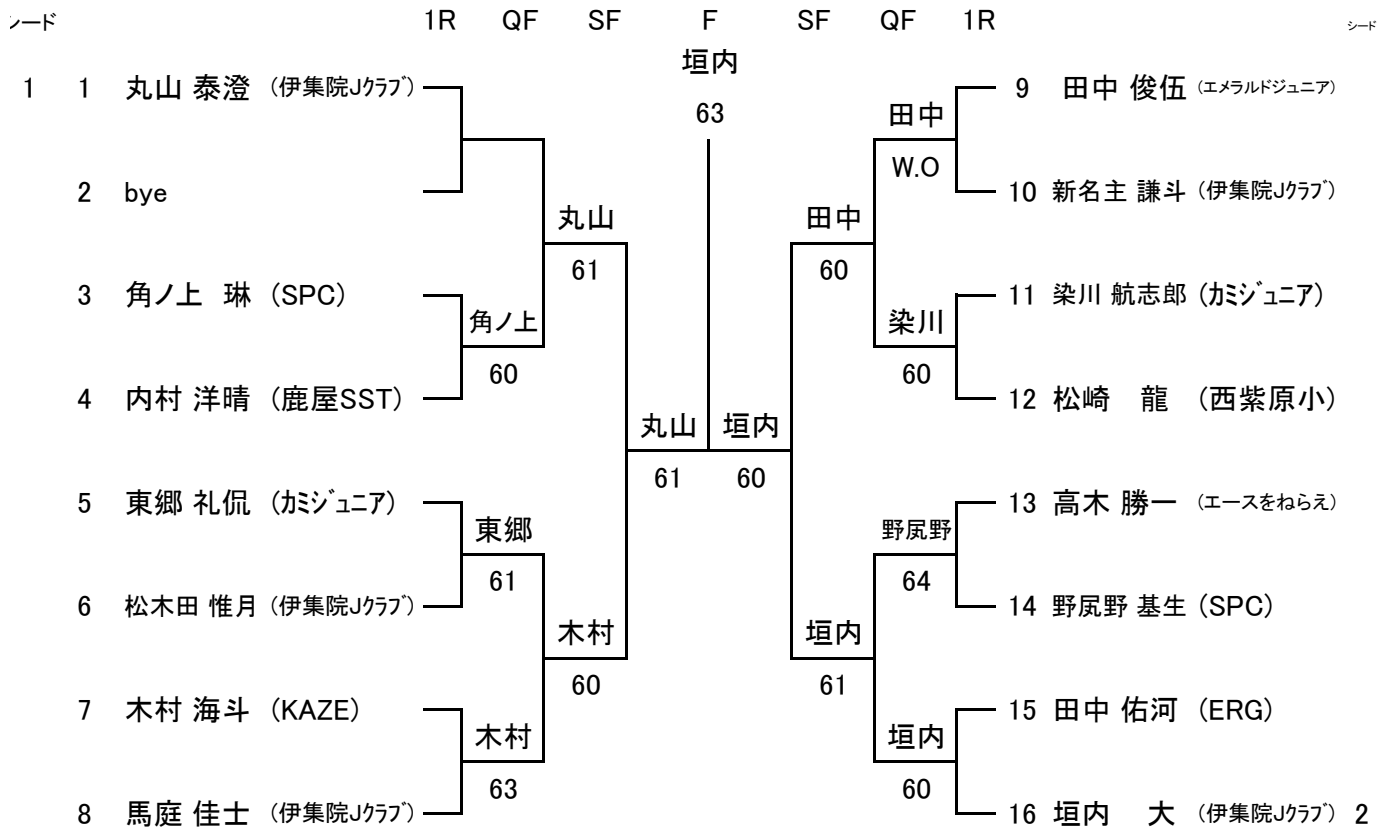 シード 1R QF SF F SF QF 1R シード
垣内
1 1 丸山 泰澄 (伊集院Jクラブ) 9 田中 俊伍 (エメラルドジュニア)
63 田中
W.O
2 bye 10 新名主 謙斗 (伊集院Jクラブ)
丸山 田中
61 60
3 角ノ上 琳 (SPC) 11 染川 航志郎 (カミジュニア)
角ノ上 染川
60 60
4 内村 洋晴 (鹿屋SST) 12 松崎 龍 (西紫原小)
丸山 垣内
61 60
5 東郷 礼侃 (カミジュニア) 13 高木 勝一 (エースをねらえ)
東郷 野尻野
61 64
6 松木田 惟月 (伊集院Jクラブ) 14 野尻野 基生 (SPC)
木村 垣内
60 61
7 木村 海斗 (KAZE) 15 田中 佑河 (ERG)
木村 垣内
63 60
8 馬庭 佳士 (伊集院Jクラブ) 16 垣内 大 (伊集院Jクラブ) 2